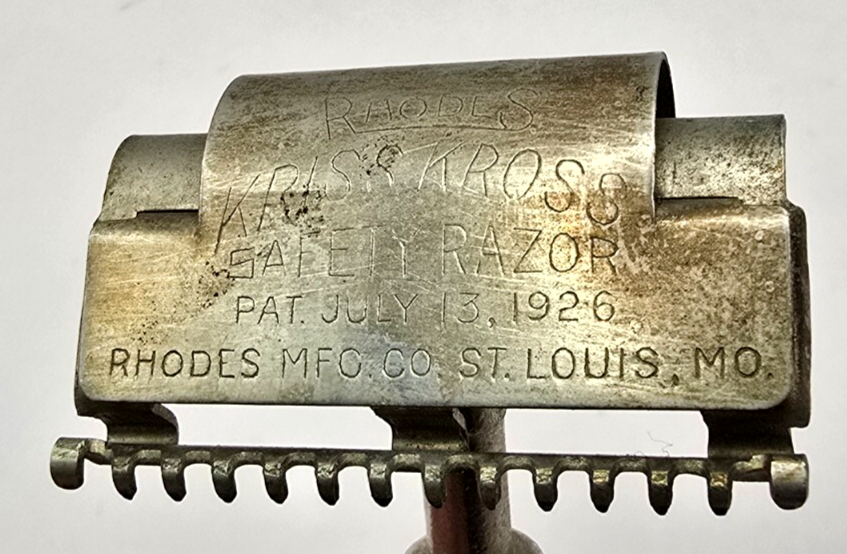 RHODES
KRISS KROSS
SAFETY RAZOR
PAT. JULY 13, 1926
RHODES MFG. CO. ST. LOUIS, MO.